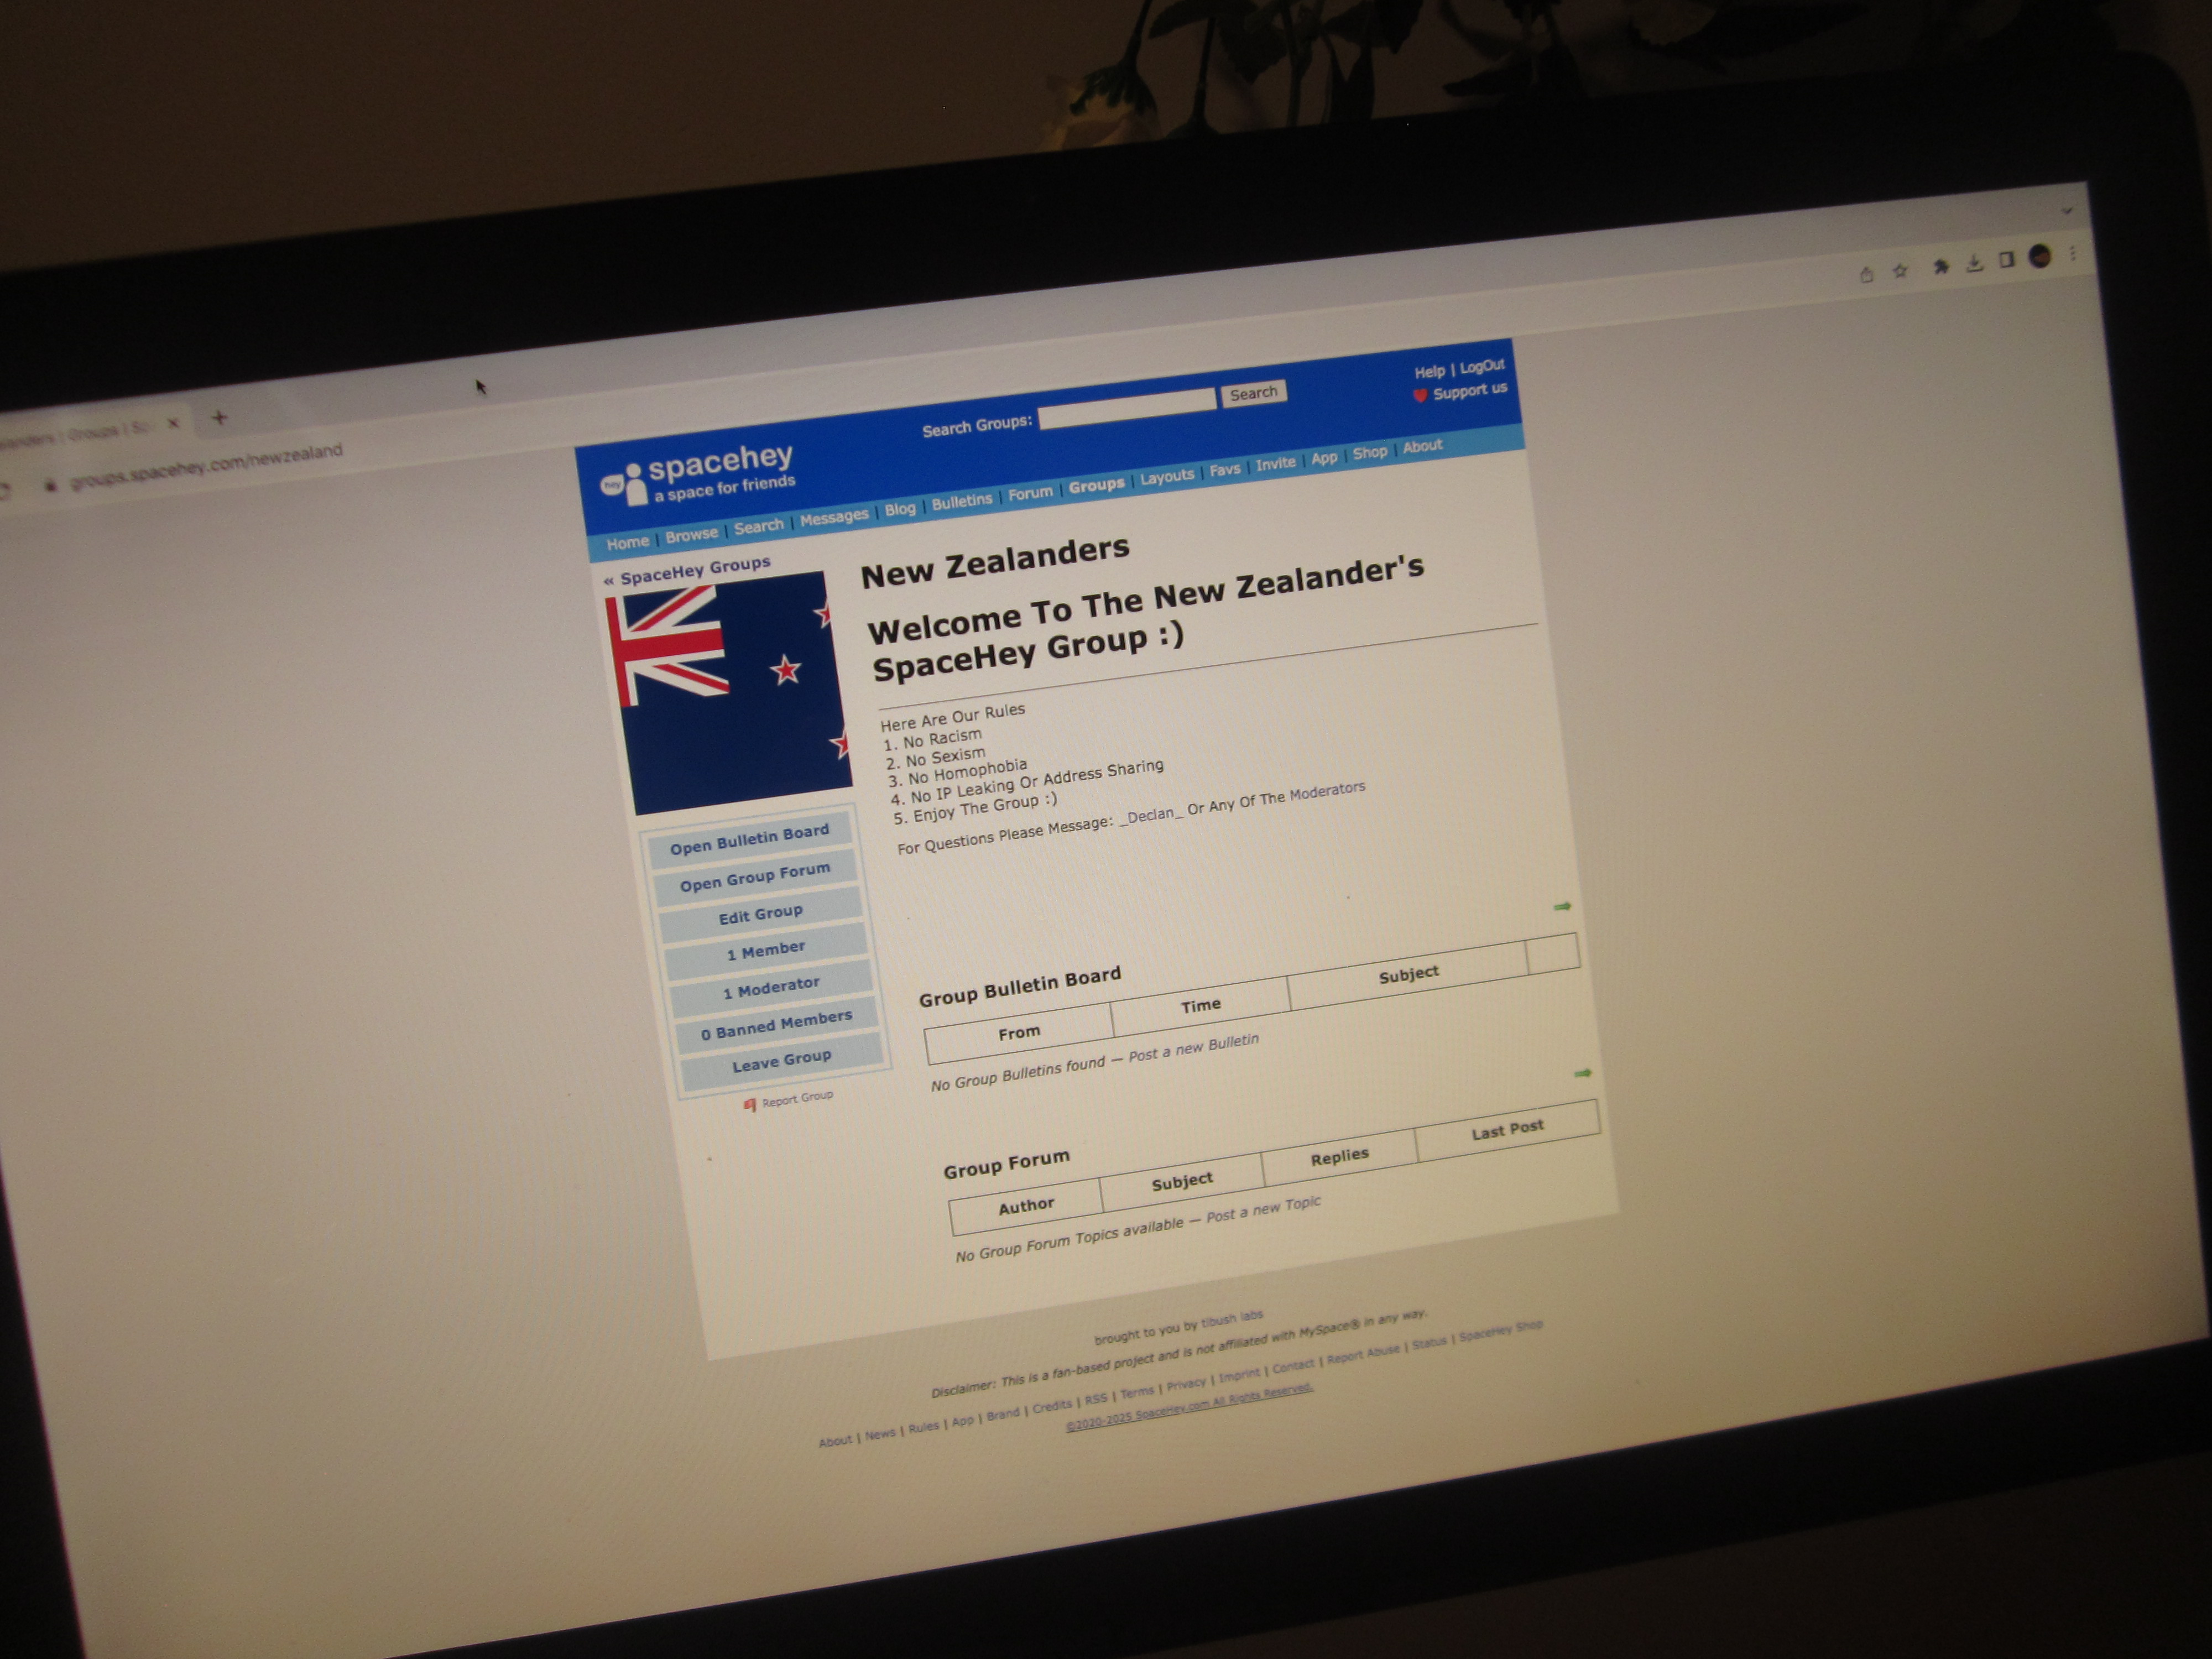 Groups
groups.spacehey.com/newzealand
hey
spacehey
a space for friends
Search Groups:
Search
Help | LogOut
Support us
Home | Browse | Search | Messages | Blog | Bulletins | Forum | Groups | Layouts | Favs | Invite | App | Shop | About
« SpaceHey Groups
Open Bulletin Board
Open Group Forum
Edit Group
1 Member
1 Moderator
0 Banned Members
Leave Group
Report Group
New Zealanders
Welcome To The New Zealander's
SpaceHey Group :)
Here Are Our Rules
1. No Racism
2. No Sexism
3. No Homophobia
4. No IP Leaking Or Address Sharing
5. Enjoy The Group :)
For Questions Please Message: _Declan_ Or Any Of The Moderators
Group Bulletin Board
From Time Subject
No Group Bulletins found — Post a new Bulletin
Group Forum
Author Subject Replies Last Post
No Group Forum Topics available — Post a new Topic
brought to you by tibush labs
Disclaimer: This is a fan-based project and is not affiliated with MySpace® in any way.
About | News | Rules | App | Brand | Credits | RSS | Terms | Privacy | Imprint | Contact | Report Abuse | Status | SpaceHey Shop
©2020-2025 SpaceHey.com All Rights Reserved.